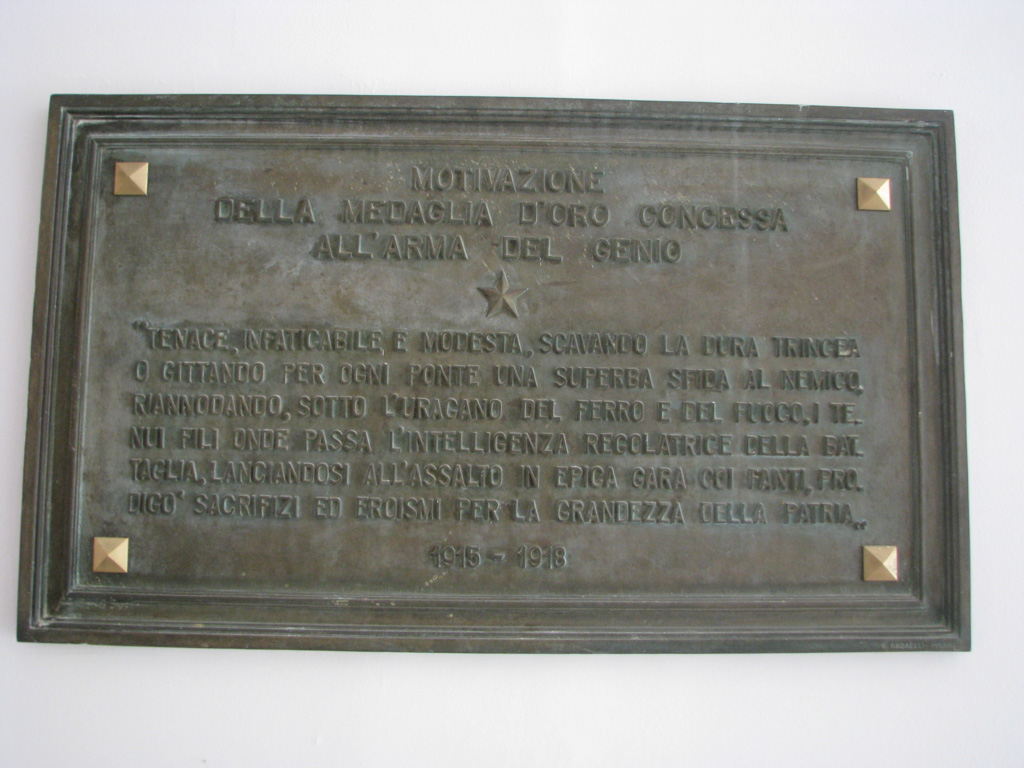 MOTIVAZIONE
DELLA MEDAGLIA D'ORO CONCESSA
ALL'ARMA DEL GENIO
"TENACE, INFATICABILE E MODESTA, SCAVANDO LA DURA TRINCEA
O GITTANDO PER OGNI PONTE UNA SUPERBA SFIDA AL NEMICO,
RIANNODANDO, SOTTO L'URAGANO DEL FERRO E DEL FUOCO, I TE-
NUI FILI ONDE PASSA L'INTELLIGENZA REGOLATRICE DELLA BAT-
TAGLIA, LANCIANDOSI ALL'ASSALTO IN EPICA GARA COI FANTI, PRO-
DIGO' SACRIFIZI ED EROISMI PER LA GRANDEZZA DELLA PATRIA„
1915 - 1918